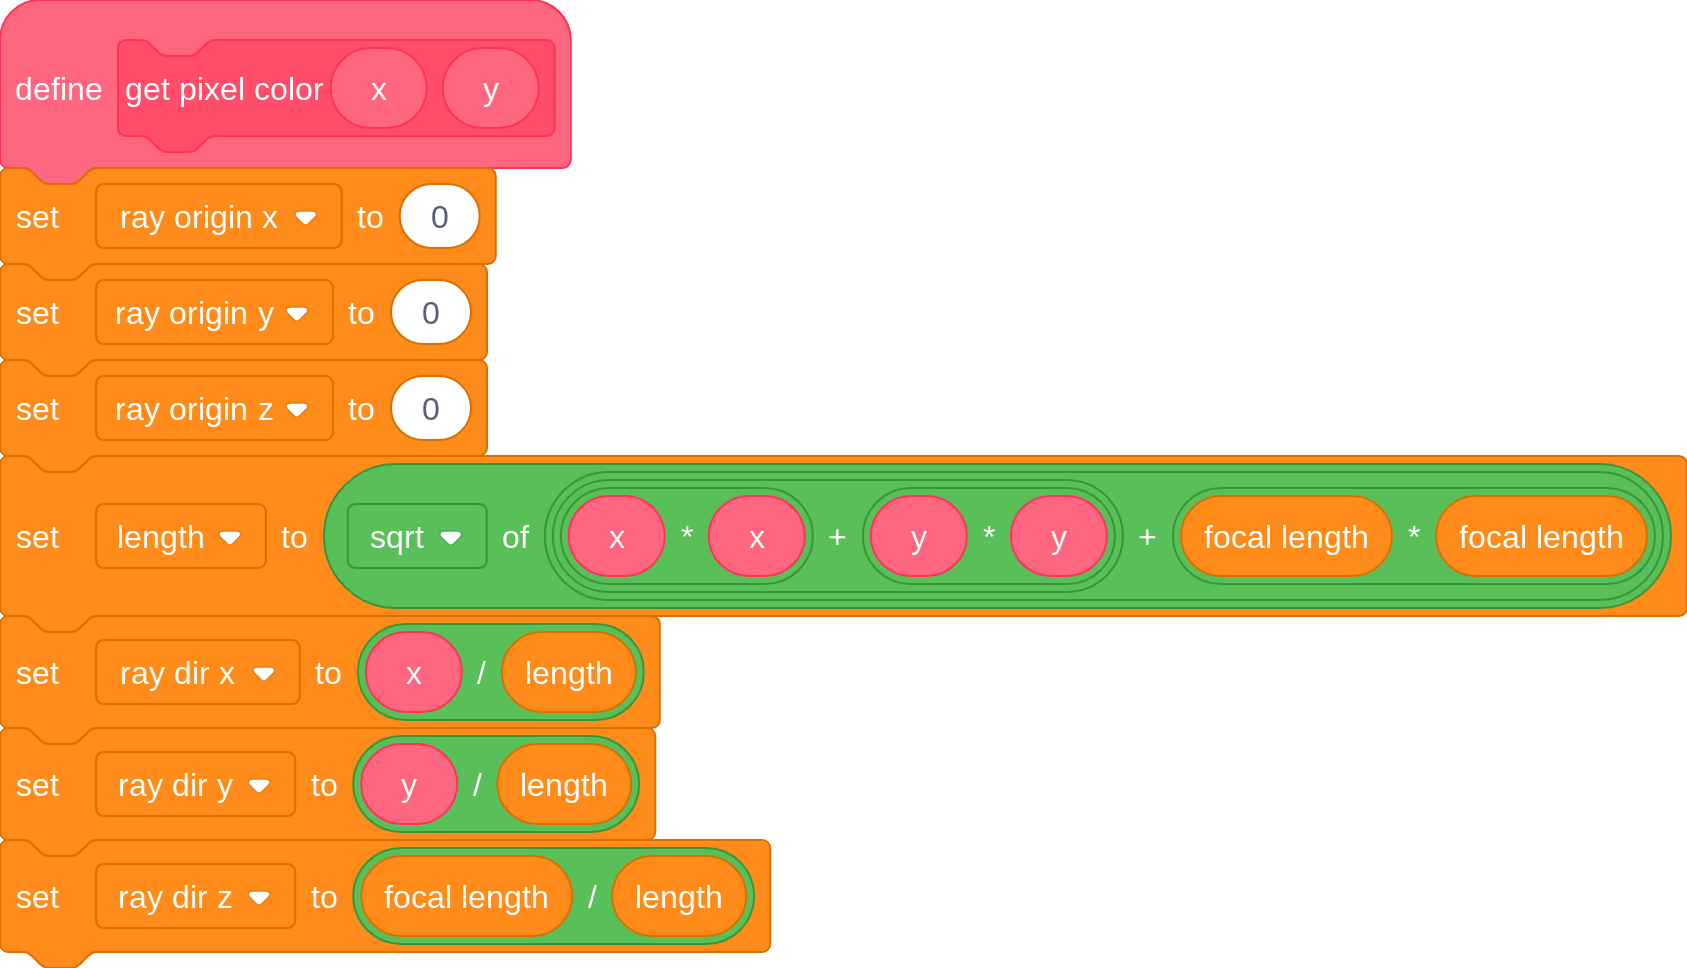 define get pixel color x y
set ray origin x to 0
set ray origin y to 0
set ray origin z to 0
set length to sqrt of x * x + y * y + focal length * focal length
set ray dir x to x / length
set ray dir y to y / length
set ray dir z to focal length / length